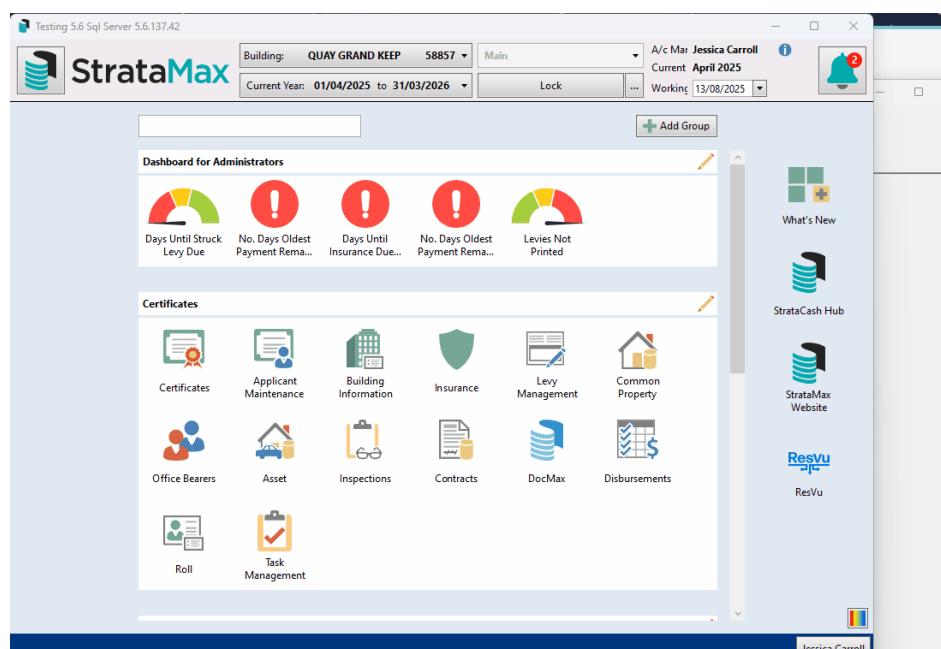 Testing 5.6 Sql Server 5.6.137.42
StrataMax
Building: QUAY GRAND KEEP 58857
Main
Current Year: 01/04/2025 to 31/03/2026
Lock
...
A/c Mar Jessica Carroll
Current April 2025
Working 13/08/2025
2
Add Group
Dashboard for Administrators
Days Until Struck
Levy Due
No. Days Oldest
Payment Rema...
Days Until
Insurance Due...
No. Days Oldest
Payment Rema...
Levies Not
Printed
Certificates
Certificates
Applicant
Maintenance
Building
Information
Insurance
Levy
Management
Common
Property
Office Bearers
Asset
Inspections
Contracts
DocMax
Disbursements
Roll
Task
Management
What's New
StrataCash Hub
StrataMax
Website
ResVu
ResVu
Jessica Carroll